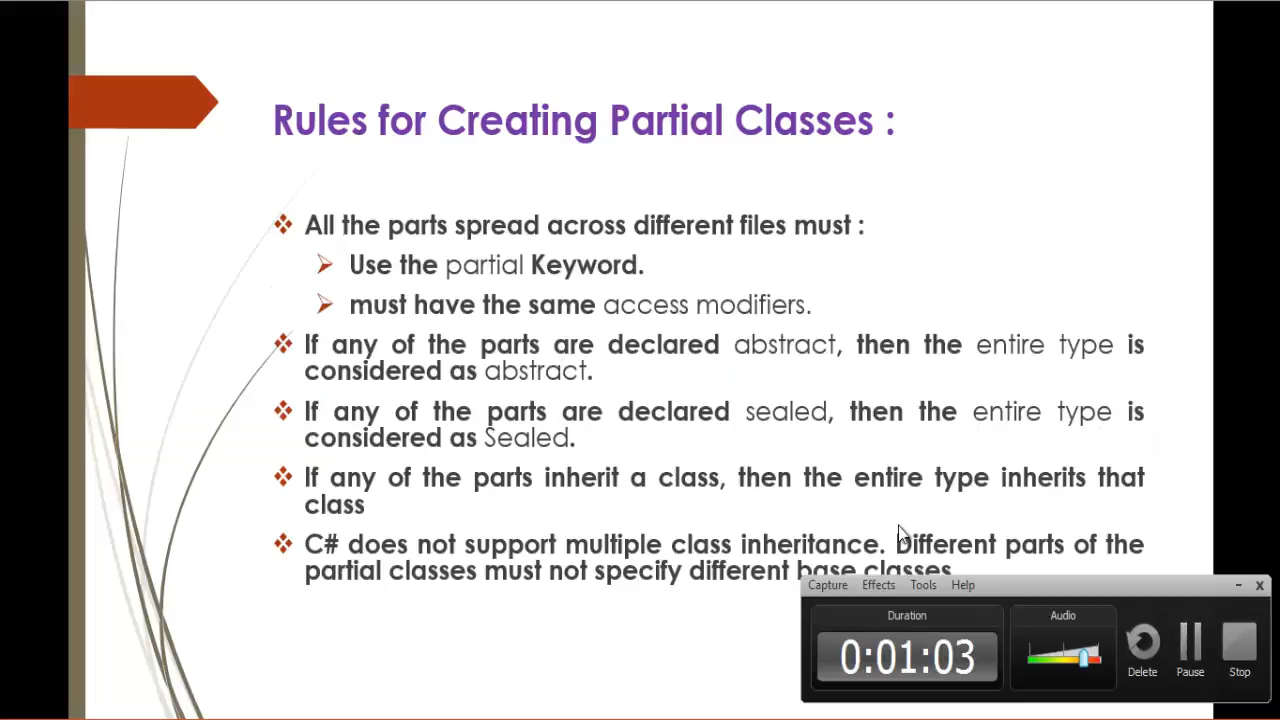 Rules for Creating Partial Classes :
All the parts spread across different files must :
Use the partial Keyword.
must have the same access modifiers.
If any of the parts are declared abstract, then the entire type is
considered as abstract.
If any of the parts are declared sealed, then the entire type is
considered as Sealed.
If any of the parts inherit a class, then the entire type inherits that
class
C# does not support multiple class inheritance. Different parts of the
partial classes must not specify different base classes
Capture Effects Tools Help
Duration Audio
0:01:03
Delete Pause Stop